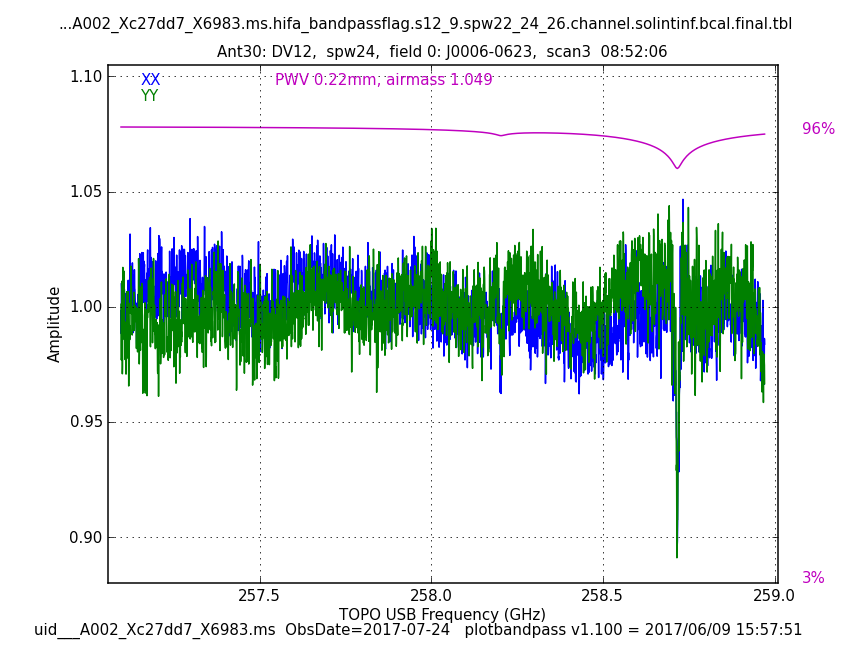 ...A002_Xc27dd7_X6983.ms.hifa_bandpassflag.s12_9.spw22_24_26.channel.solintinf.bcal.final.tbl
Ant30: DV12,  spw24,  field 0: J0006-0623,  scan3  08:52:06
XX
YY
PWV 0.22mm, airmass 1.049
96%
3%
1.10
1.05
1.00
0.95
0.90
Amplitude
257.5 258.0 258.5 259.0
TOPO USB Frequency (GHz)
uid___A002_Xc27dd7_X6983.ms  ObsDate=2017-07-24   plotbandpass v1.100 = 2017/06/09 15:57:51